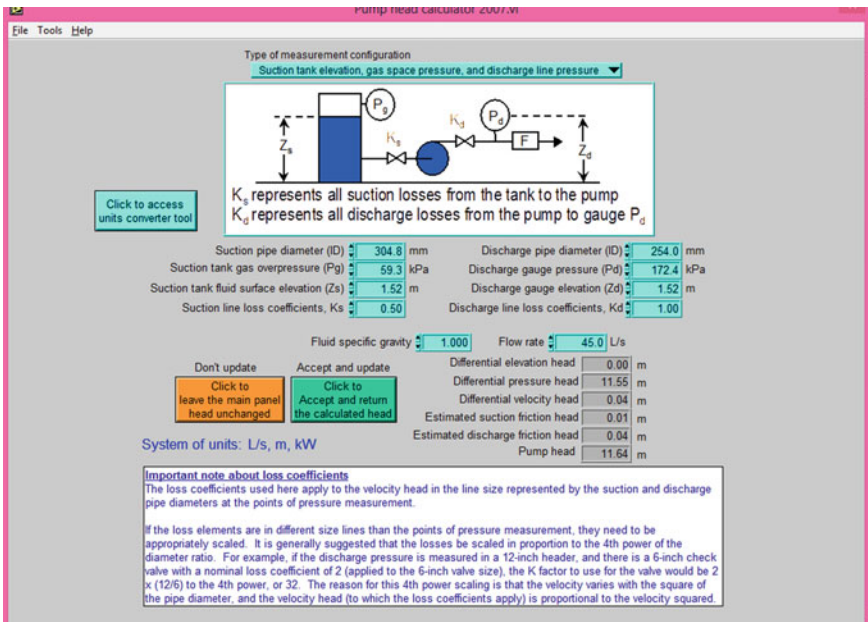 Pump head calculator 2007.vi
File Tools Help
Type of measurement configuration
Suction tank elevation, gas space pressure, and discharge line pressure
Pg
Kd
Pd
Ks
F
Zs
Zd
Ks represents all suction losses from the tank to the pump
Kd represents all discharge losses from the pump to gauge Pd
Click to access
units converter tool
Suction pipe diameter (ID) 304.8 mm Discharge pipe diameter (ID) 254.0 mm
Suction tank gas overpressure (Pg) 59.3 kPa Discharge gauge pressure (Pd) 172.4 kPa
Suction tank fluid surface elevation (Zs) 1.52 m Discharge gauge elevation (Zd) 1.52 m
Suction line loss coefficients, Ks 0.50 Discharge line loss coefficients, Kd 1.00
Fluid specific gravity 1.000 Flow rate 45.0 L/s
Don't update Accept and update
Click to
leave the main panel
head unchanged
Click to
Accept and return
the calculated head
Differential elevation head 0.00 m
Differential pressure head 11.55 m
Differential velocity head 0.04 m
Estimated suction friction head 0.01 m
Estimated discharge friction head 0.04 m
Pump head 11.64 m
System of units: L/s, m, kW
Important note about loss coefficients
The loss coefficients used here apply to the velocity head in the line size represented by the suction and discharge
pipe diameters at the points of pressure measurement.
If the loss elements are in different size lines than the points of pressure measurement, they need to be
appropriately scaled. It is generally suggested that the losses be scaled in proportion to the 4th power of the
diameter ratio. For example, if the discharge pressure is measured in a 12-inch header, and there is a 6-inch check
valve with a nominal loss coefficient of 2 (applied to the 6-inch valve size), the K factor to use for the valve would be 2
x (12/6) to the 4th power, or 32. The reason for this 4th power scaling is that the velocity varies with the square of
the pipe diameter, and the velocity head (to which the loss coefficients apply) is proportional to the velocity squared.